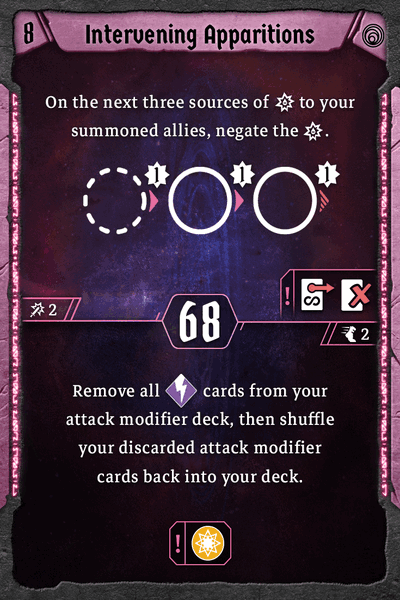 8 Intervening Apparitions
On the next three sources of to your
summoned allies, negate the .
1 1 1
! 8
2 68 2
Remove all cards from your
attack modifier deck, then shuffle
your discarded attack modifier
cards back into your deck.
!